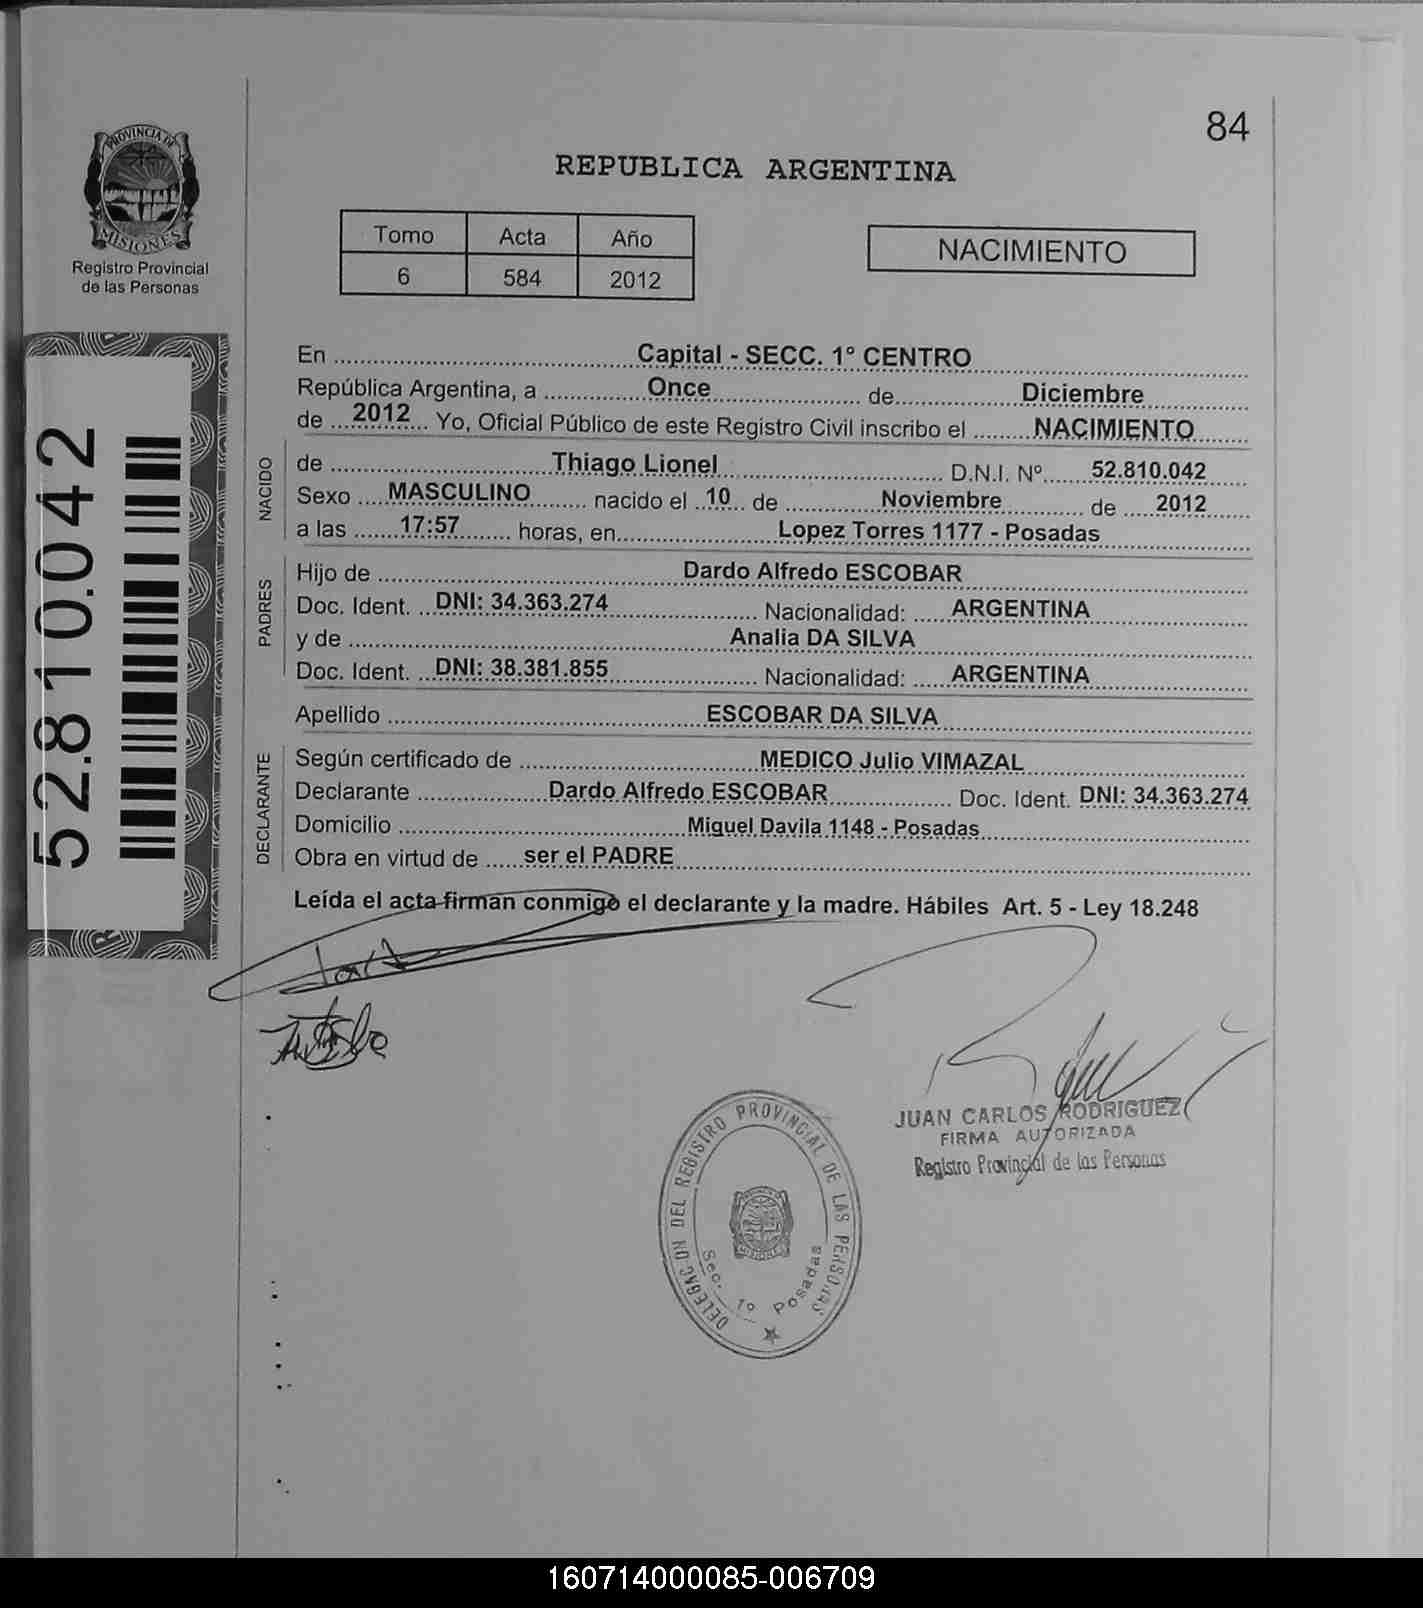 84
REPUBLICA ARGENTINA
PROVINCIA DE
MISIONES
Registro Provincial
de las Personas
Tomo Acta Año
6 584 2012
NACIMIENTO
52.810.042
En Capital - SECC. 1° CENTRO
República Argentina, a Once de Diciembre
de 2012 Yo, Oficial Público de este Registro Civil inscribo el NACIMIENTO
NACIDO
de Thiago Lionel D.N.I. Nº 52.810.042
Sexo MASCULINO nacido el 10 de Noviembre de 2012
a las 17:57 horas, en Lopez Torres 1177 - Posadas
PADRES
Hijo de Dardo Alfredo ESCOBAR
Doc. Ident. DNI: 34.363.274 Nacionalidad: ARGENTINA
y de Analia DA SILVA
Doc. Ident. DNI: 38.381.855 Nacionalidad: ARGENTINA
Apellido ESCOBAR DA SILVA
DECLARANTE
Según certificado de MEDICO Julio VIMAZAL
Declarante Dardo Alfredo ESCOBAR Doc. Ident. DNI: 34.363.274
Domicilio Miguel Davila 1148 - Posadas
Obra en virtud de ser el PADRE
Leída el acta firman conmigo el declarante y la madre. Hábiles Art. 5 - Ley 18.248
JUAN CARLOS RODRIGUEZ
FIRMA AUTORIZADA
Registro Provincial de las Personas
DELEGACION DEL REGISTRO PROVINCIAL DE LAS PERSONAS
MISIONES
Sec. 1º Posadas
160714000085-006709